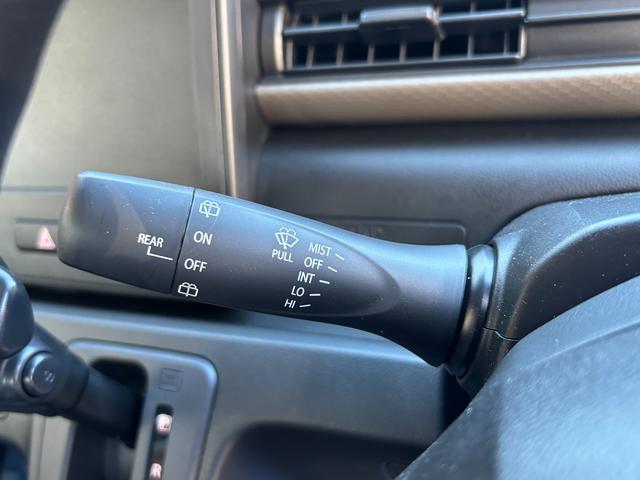 REAR
ON
OFF
PULL
MIST
OFF
INT
LO
HI
R